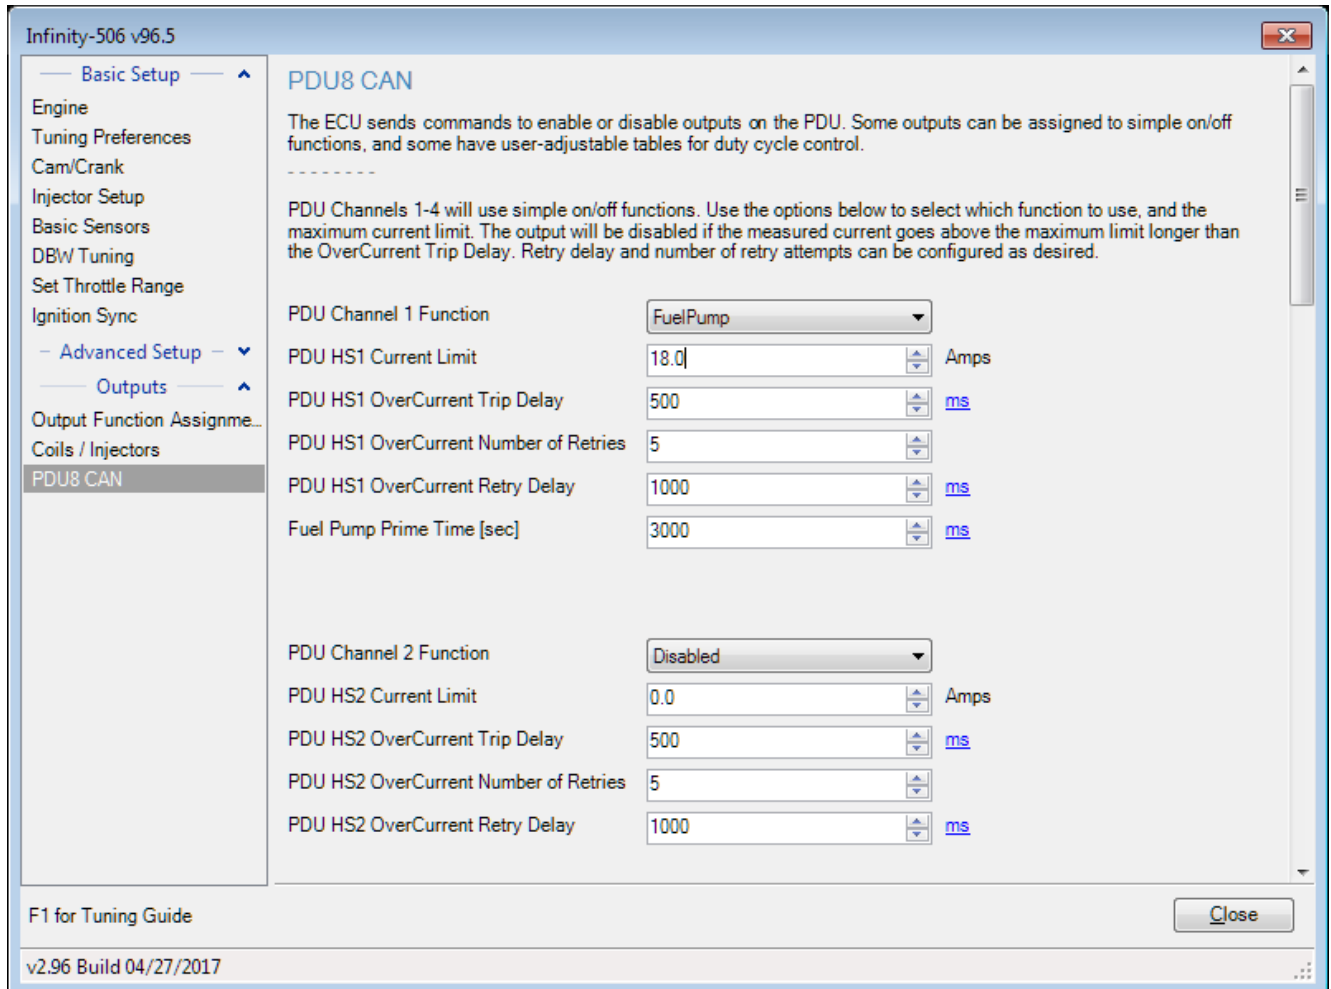 Infinity-506 v96.5
Basic Setup
Engine
Tuning Preferences
Cam/Crank
Injector Setup
Basic Sensors
DBW Tuning
Set Throttle Range
Ignition Sync
Advanced Setup
Outputs
Output Function Assignme...
Coils / Injectors
PDU8 CAN
PDU8 CAN
The ECU sends commands to enable or disable outputs on the PDU. Some outputs can be assigned to simple on/off
functions, and some have user-adjustable tables for duty cycle control.
- - - - - - - -
PDU Channels 1-4 will use simple on/off functions. Use the options below to select which function to use, and the
maximum current limit. The output will be disabled if the measured current goes above the maximum limit longer than
the OverCurrent Trip Delay. Retry delay and number of retry attempts can be configured as desired.
PDU Channel 1 Function FuelPump
PDU HS1 Current Limit 18.0 Amps
PDU HS1 OverCurrent Trip Delay 500 ms
PDU HS1 OverCurrent Number of Retries 5
PDU HS1 OverCurrent Retry Delay 1000 ms
Fuel Pump Prime Time [sec] 3000 ms
PDU Channel 2 Function Disabled
PDU HS2 Current Limit 0.0 Amps
PDU HS2 OverCurrent Trip Delay 500 ms
PDU HS2 OverCurrent Number of Retries 5
PDU HS2 OverCurrent Retry Delay 1000 ms
F1 for Tuning Guide
Close
v2.96 Build 04/27/2017